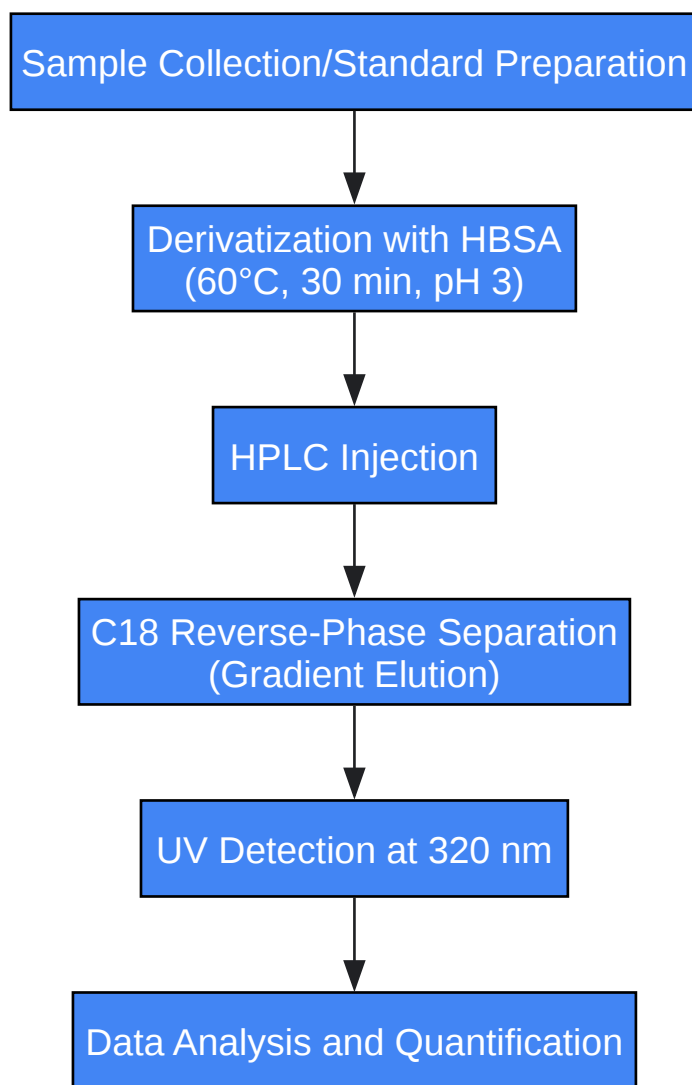 Sample Collection/Standard Preparation
Derivatization with HBSA
(60°C, 30 min, pH 3)
HPLC Injection
C18 Reverse-Phase Separation
(Gradient Elution)
UV Detection at 320 nm
Data Analysis and Quantification